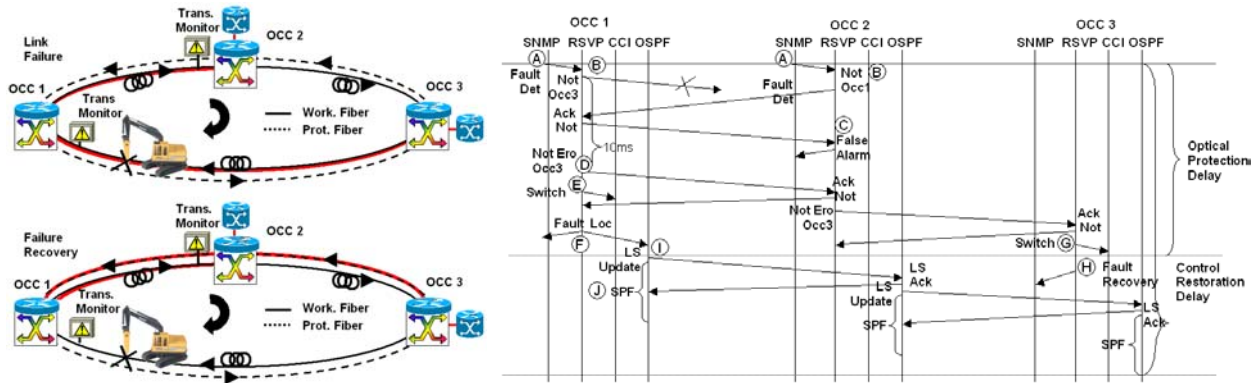 Trans.
Monitor
Link
Failure
OCC 2
OCC 1
OCC 3
Trans
Monitor
Work. Fiber
Prot. Fiber
Trans.
Monitor
Failure
Recovery
OCC 2
OCC 1
OCC 3
Trans.
Monitor
Work. Fiber
Prot. Fiber
OCC 1
OCC 2
OCC 3
SNMP RSVP CCI OSPF
SNMP RSVP CCI OSPF
SNMP RSVP CCI OSPF
A
B
A
B
Fault
Det
Not
Occ3
Fault
Det
Not
Occ1
Ack
Not
C
False
Alarm
10ms
Not Ero
Occ3
D
E
Switch
Ack
Not
Not Ero
Occ3
Ack
Not
Fault Loc
F
I
Switch
G
Optical
Protection
Delay
LS
Update
LS
Ack
H
Fault
Recovery
Control
Restoration
Delay
J
SPF
LS
Update
SPF
LS
Ack
SPF